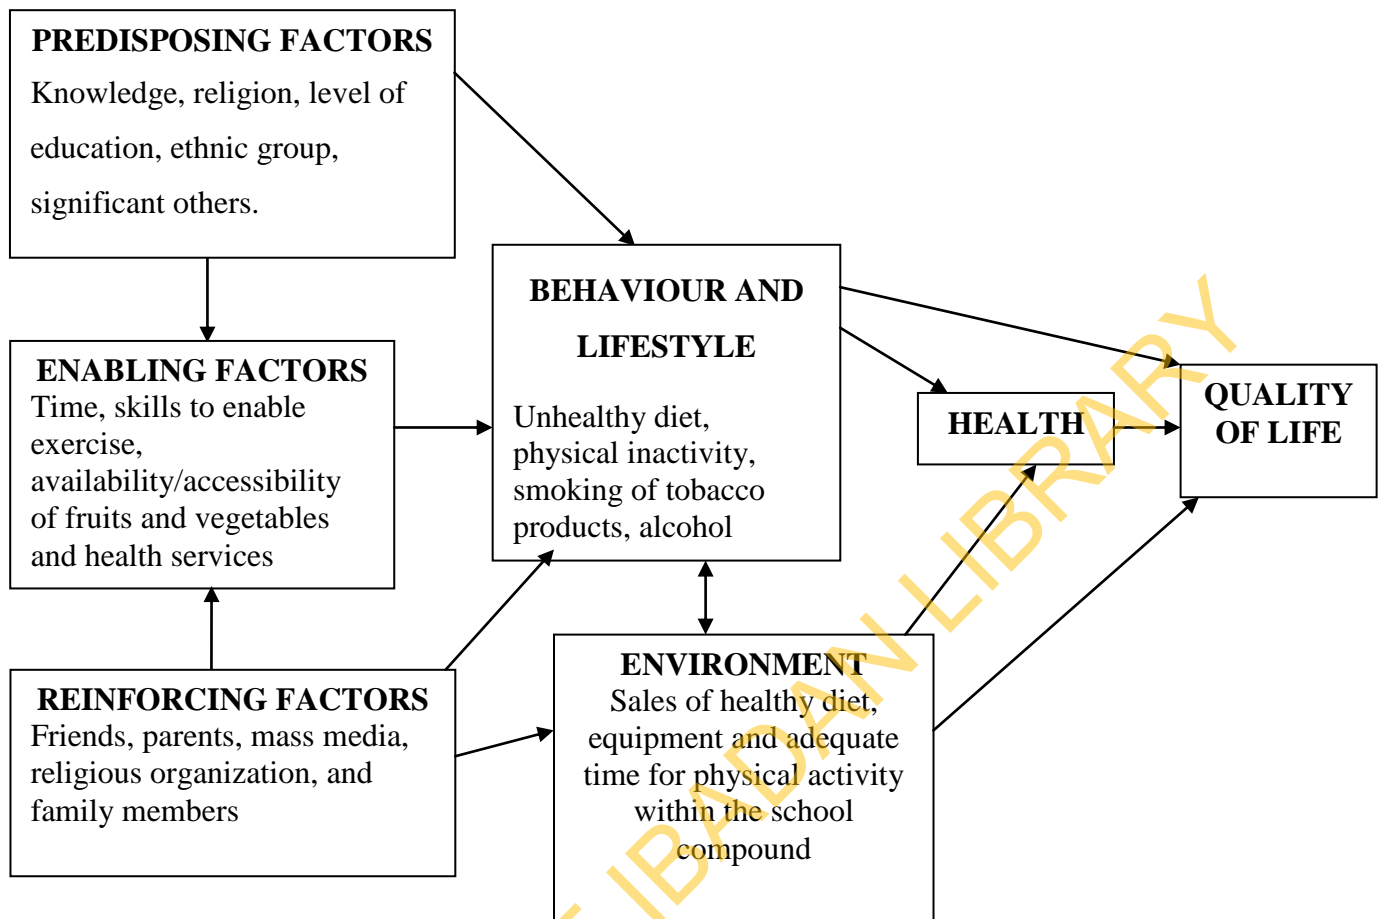 PREDISPOSING FACTORS
Knowledge, religion, level of
education, ethnic group,
significant others.
ENABLING FACTORS
Time, skills to enable
exercise,
availability/accessibility
of fruits and vegetables
and health services
REINFORCING FACTORS
Friends, parents, mass media,
religious organization, and
family members
BEHAVIOUR AND
LIFESTYLE
Unhealthy diet,
physical inactivity,
smoking of tobacco
products, alcohol
ENVIRONMENT
Sales of healthy diet,
equipment and adequate
time for physical activity
within the school
compound
HEALTH
QUALITY
OF LIFE
IBADAN LIBRARY